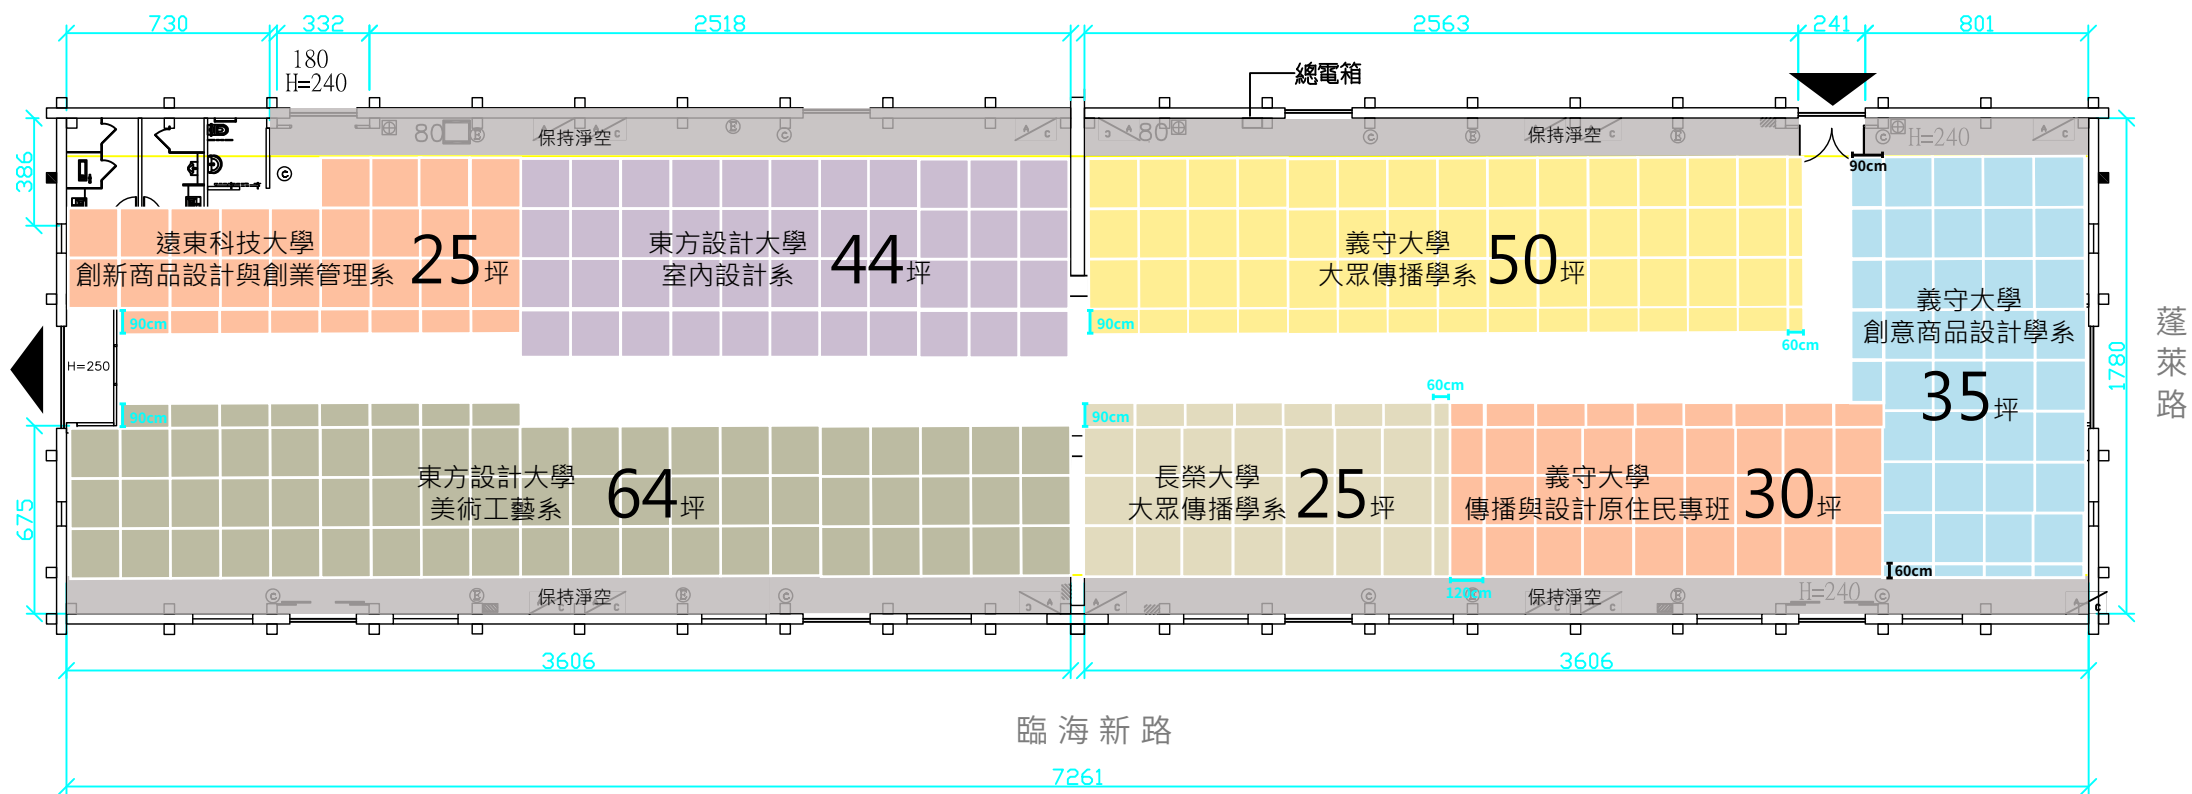 730
332
2518
2563
241
801
180
H=240
總電箱
80
保持淨空
80
保持淨空
H=240
386
90cm
遠東科技大學
創新商品設計與創業管理系
25坪
東方設計大學
室內設計系
44坪
義守大學
大眾傳播學系
50坪
義守大學
創意商品設計學系
35坪
90cm
90cm
60cm
H=250
1780
蓬萊路
90cm
90cm
60cm
東方設計大學
美術工藝系
64坪
長榮大學
大眾傳播學系
25坪
義守大學
傳播與設計原住民專班
30坪
675
60cm
120cm
保持淨空
保持淨空
H=240
3606
3606
臨海新路
7261